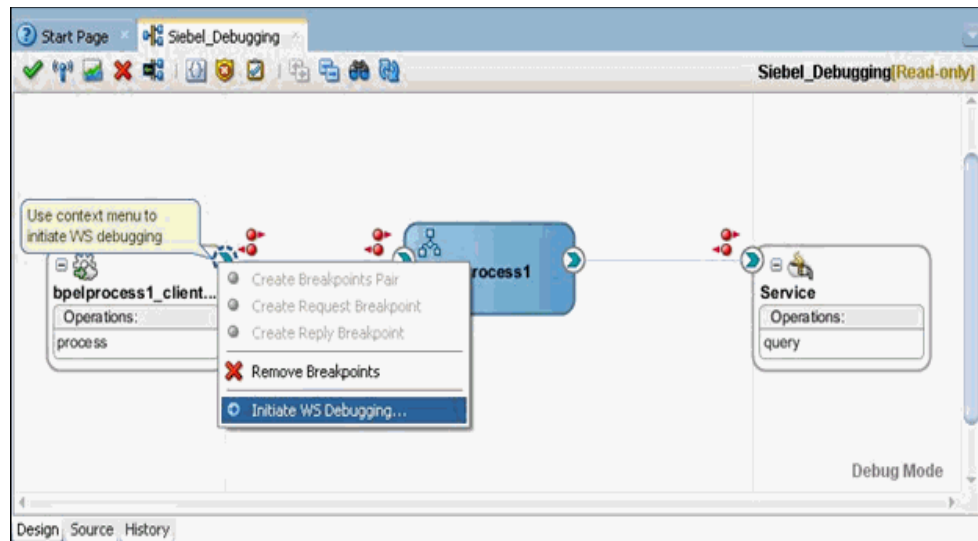 Start Page
Siebel_Debugging
Siebel_Debugging[Read-only]
Use context menu to
initiate WS debugging
bpelprocess1_client...
Operations:
process
Create Breakpoints Pair
Create Request Breakpoint
Create Reply Breakpoint
Remove Breakpoints
Initiate WS Debugging...
rocess1
Service
Operations:
query
Debug Mode
Design
Source
History